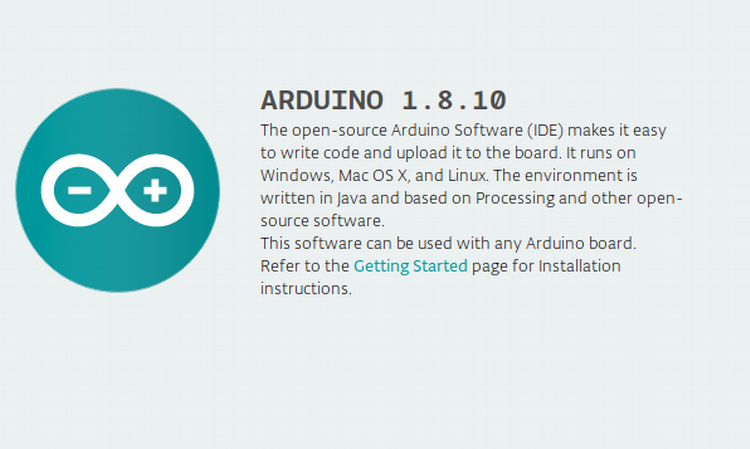 ARDUINO 1.8.10
The open-source Arduino Software (IDE) makes it easy
to write code and upload it to the board. It runs on
Windows, Mac OS X, and Linux. The environment is
written in Java and based on Processing and other open-
source software.
This software can be used with any Arduino board.
Refer to the Getting Started page for Installation
instructions.